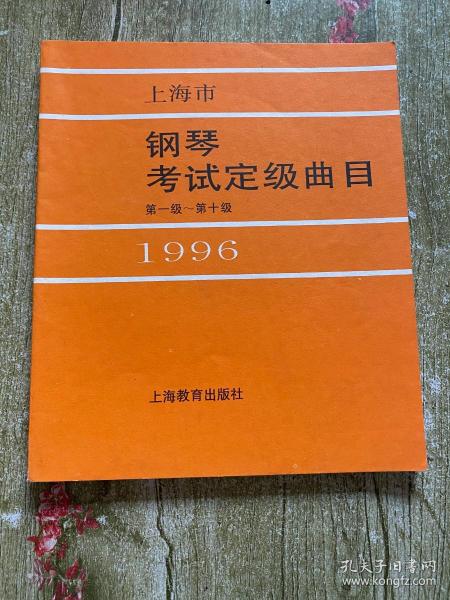 上海市
钢琴
考试定级曲目
第一级～第十级
1996
上海教育出版社
孔夫子旧书网
www.kongfz.com